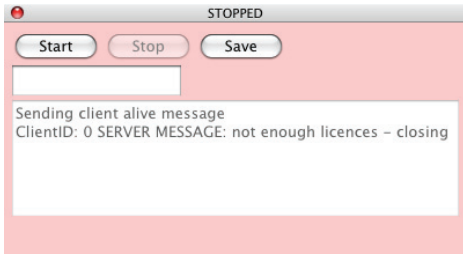 STOPPED
Start Stop Save
Sending client alive message
ClientID: 0 SERVER MESSAGE: not enough licences – closing